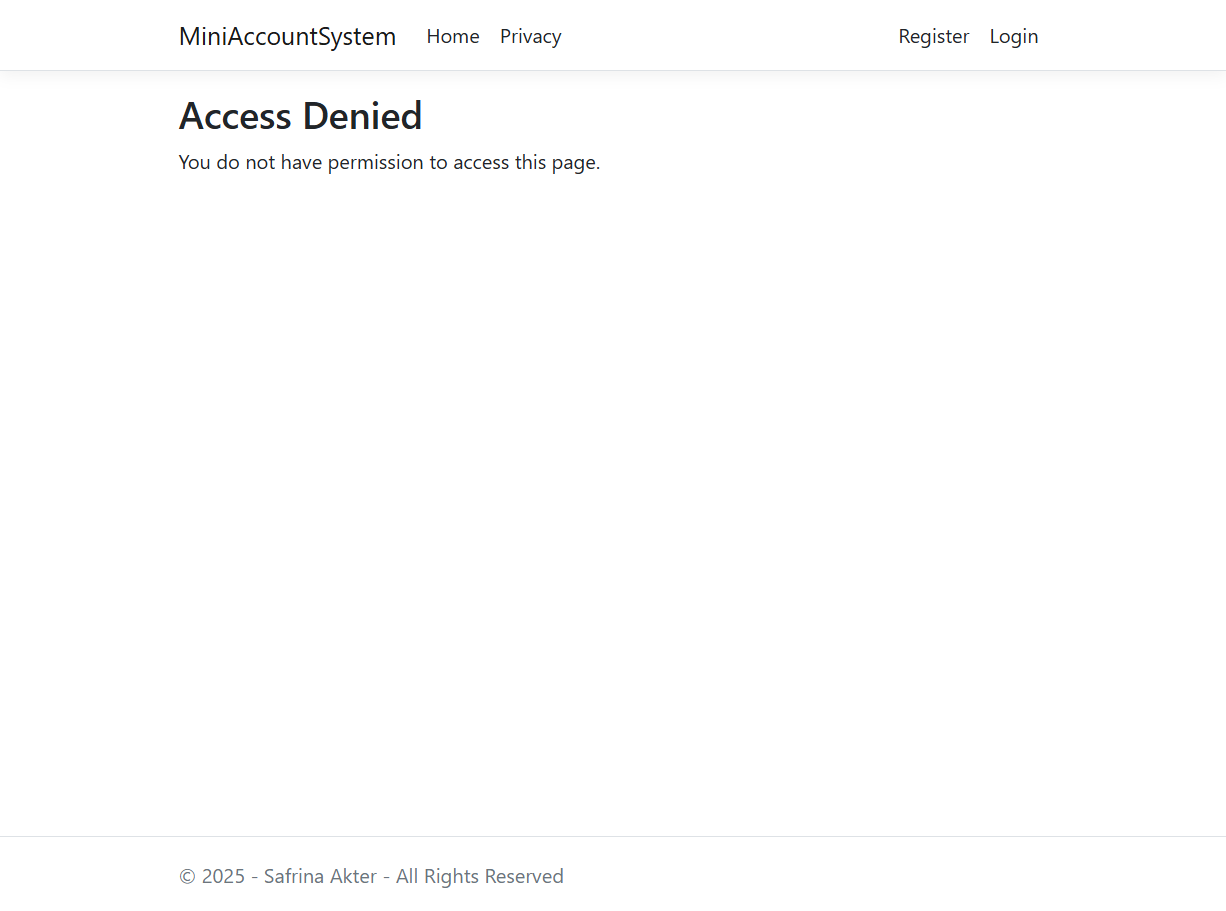 MiniAccountSystem Home Privacy Register Login
Access Denied
You do not have permission to access this page.
© 2025 - Safrina Akter - All Rights Reserved